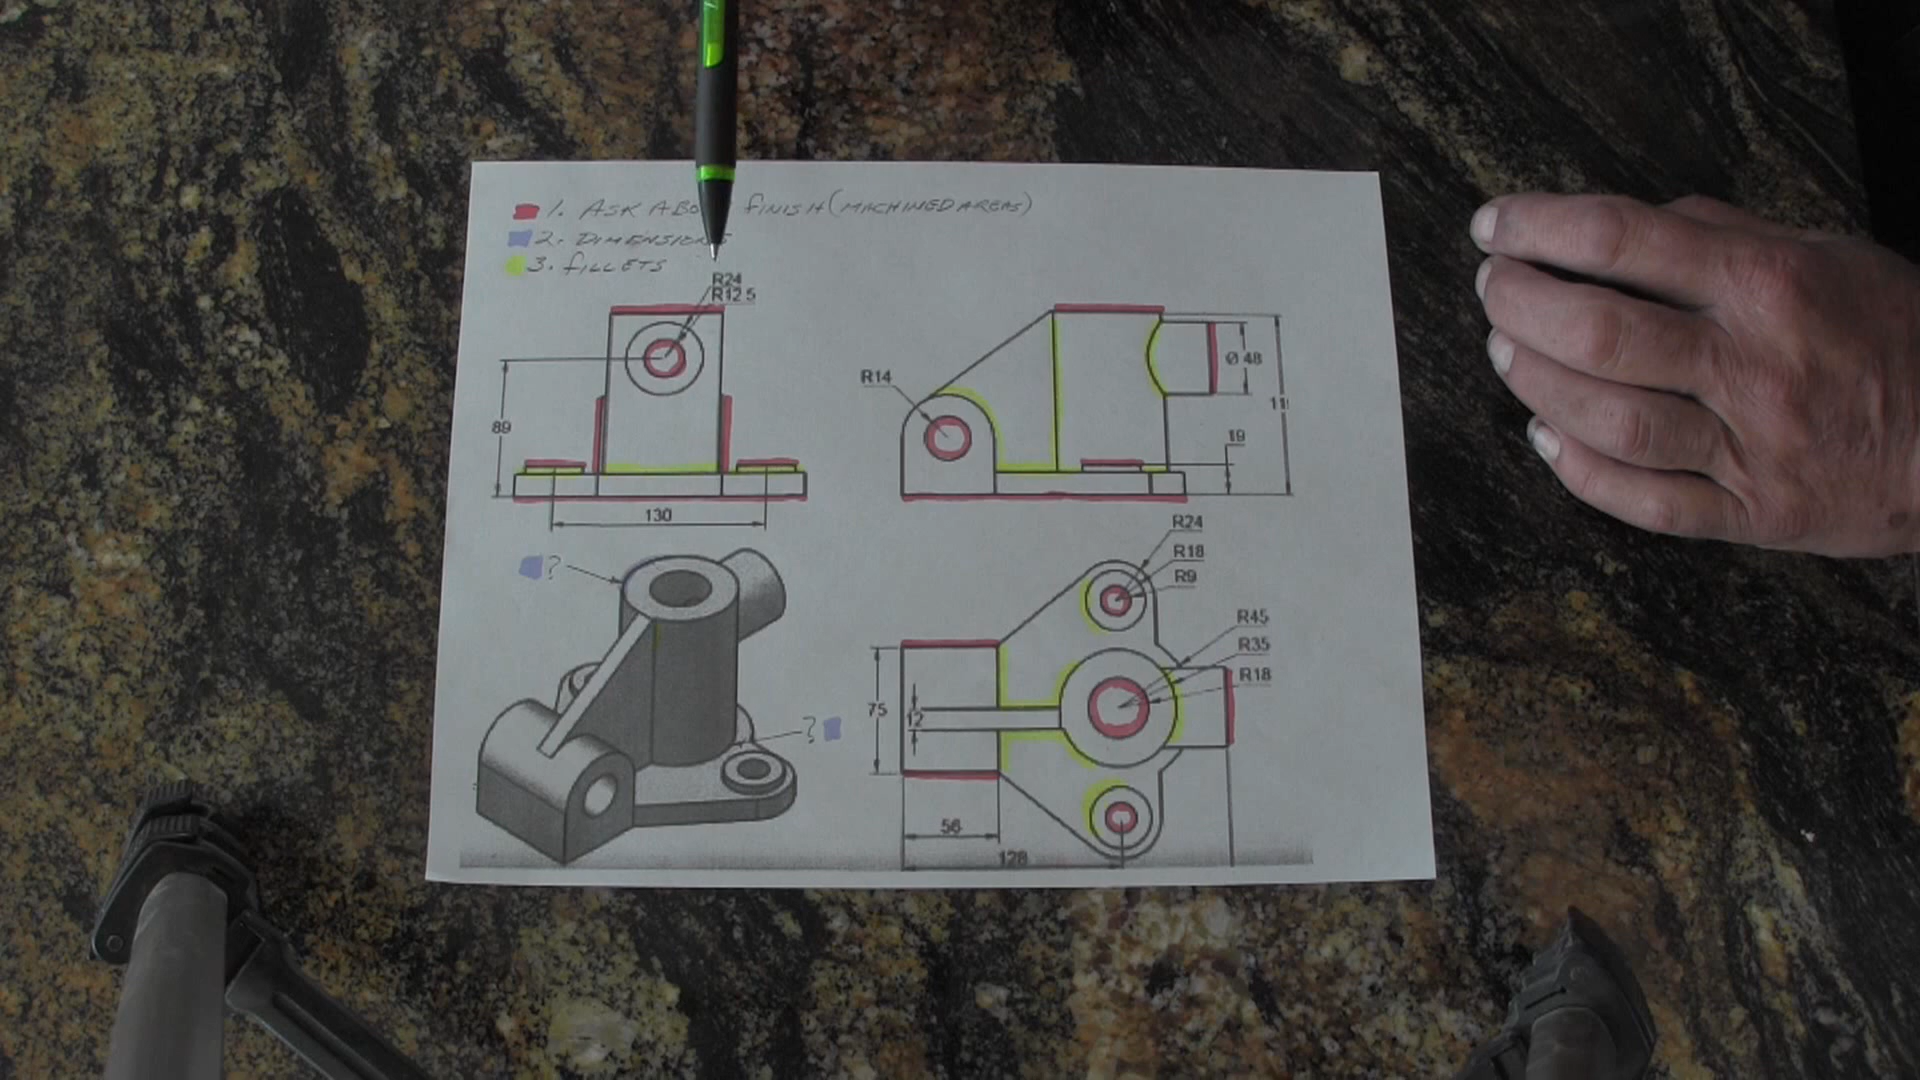 1. ASK ABO FINISH (MACHINED AREAS)
2. DIMENSIONS
3. FILLETS
R24
R12 5
89
130
R14
Ø 48
19
?
?
R24
R18
R9
R45
R35
R18
75
12
56
128